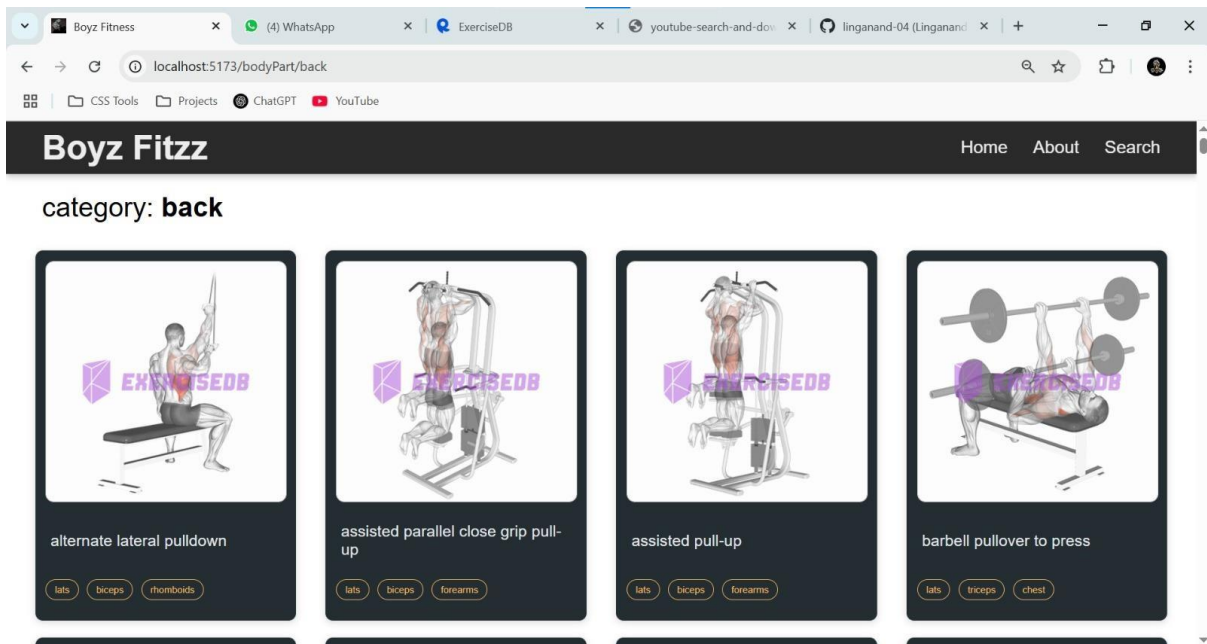 Boyz Fitness
(4) WhatsApp
ExerciseDB
youtube-search-and-dow
linganand-04 (Linganand
localhost:5173/bodyPart/back
CSS Tools
Projects
ChatGPT
YouTube
Boyz Fitzz
Home
About
Search
category: back
EXERCISEDB
EXERCISEDB
EXERCISEDB
EXERCISEDB
alternate lateral pulldown
lats
biceps
rhomboids
assisted parallel close grip pull-
up
lats
biceps
forearms
assisted pull-up
lats
biceps
forearms
barbell pullover to press
lats
triceps
chest